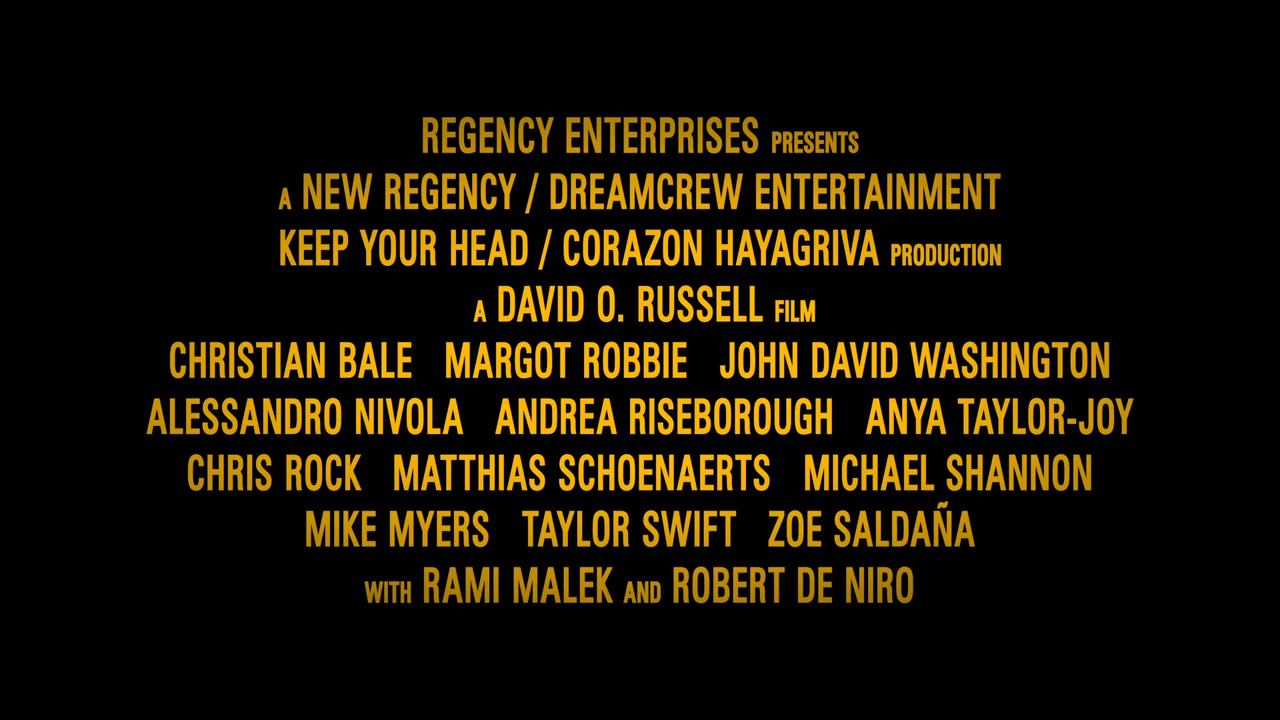 REGENCY ENTERPRISES PRESENTS
A NEW REGENCY / DREAMCREW ENTERTAINMENT
KEEP YOUR HEAD / CORAZON HAYAGRIVA PRODUCTION
A DAVID O. RUSSELL FILM
CHRISTIAN BALE MARGOT ROBBIE JOHN DAVID WASHINGTON
ALESSANDRO NIVOLA ANDREA RISEBOROUGH ANYA TAYLOR-JOY
CHRIS ROCK MATTHIAS SCHOENAERTS MICHAEL SHANNON
MIKE MYERS TAYLOR SWIFT ZOE SALDAÑA
WITH RAMI MALEK AND ROBERT DE NIRO